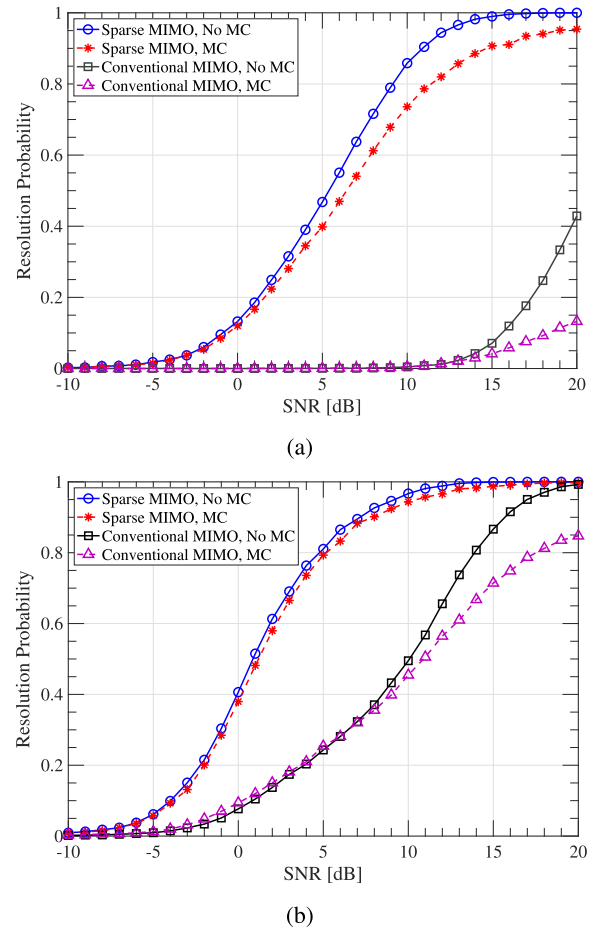 1
0.8
0.6
0.4
0.2
0
Resolution Probability
Sparse MIMO, No MC
Sparse MIMO, MC
Conventional MIMO, No MC
Conventional MIMO, MC
-10 -5 0 5 10 15 20
SNR [dB]
(a)
1
0.8
0.6
0.4
0.2
0
Resolution Probability
Sparse MIMO, No MC
Sparse MIMO, MC
Conventional MIMO, No MC
Conventional MIMO, MC
-10 -5 0 5 10 15 20
SNR [dB]
(b)